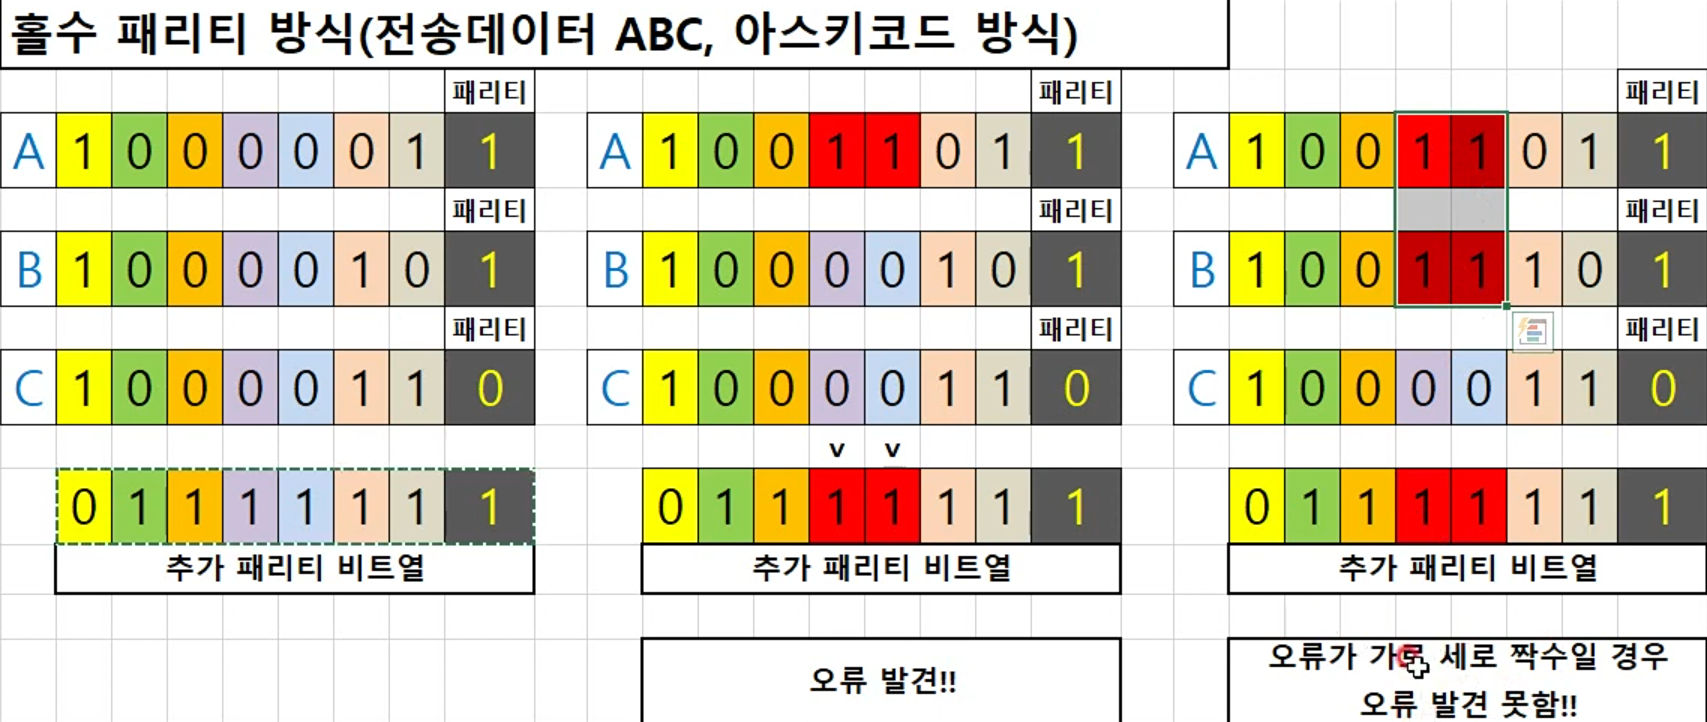 홀수 패리티 방식(전송데이터 ABC, 아스키코드 방식)
패리티 패리티 패리티
A 1 0 0 0 0 0 1 1 A 1 0 0 1 1 0 1 1 A 1 0 0 1 1 0 1 1
패리티 패리티 패리티
B 1 0 0 0 0 1 0 1 B 1 0 0 0 0 1 0 1 B 1 0 0 1 1 1 0 1
패리티 패리티 패리티
C 1 0 0 0 0 1 1 0 C 1 0 0 0 0 1 1 0 C 1 0 0 0 0 1 1 0
v v
0 1 1 1 1 1 1 1 0 1 1 1 1 1 1 1 0 1 1 1 1 1 1 1
추가 패리티 비트열 추가 패리티 비트열 추가 패리티 비트열
오류 발견!!
오류가 가로 세로 짝수일 경우
오류 발견 못함!!